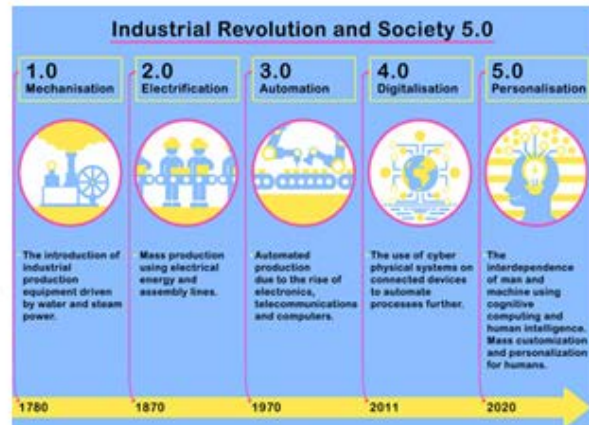 Industrial Revolution and Society 5.0
1.0
Mechanisation
2.0
Electrification
3.0
Automation
4.0
Digitalisation
5.0
Personalisation
The introduction of
industrial
production
equipment driven
by water and steam
power.
Mass production
using electrical
energy and
assembly lines.
Automated
production
due to the rise of
electronics,
telecommunications
and computers.
The use of cyber
physical systems on
connected devices
to automate
processes further.
The
interdependence
of man and
machine using
cognitive
computing and
human intelligence.
Mass customization
and personalization
for humans.
1780
1870
1970
2011
2020